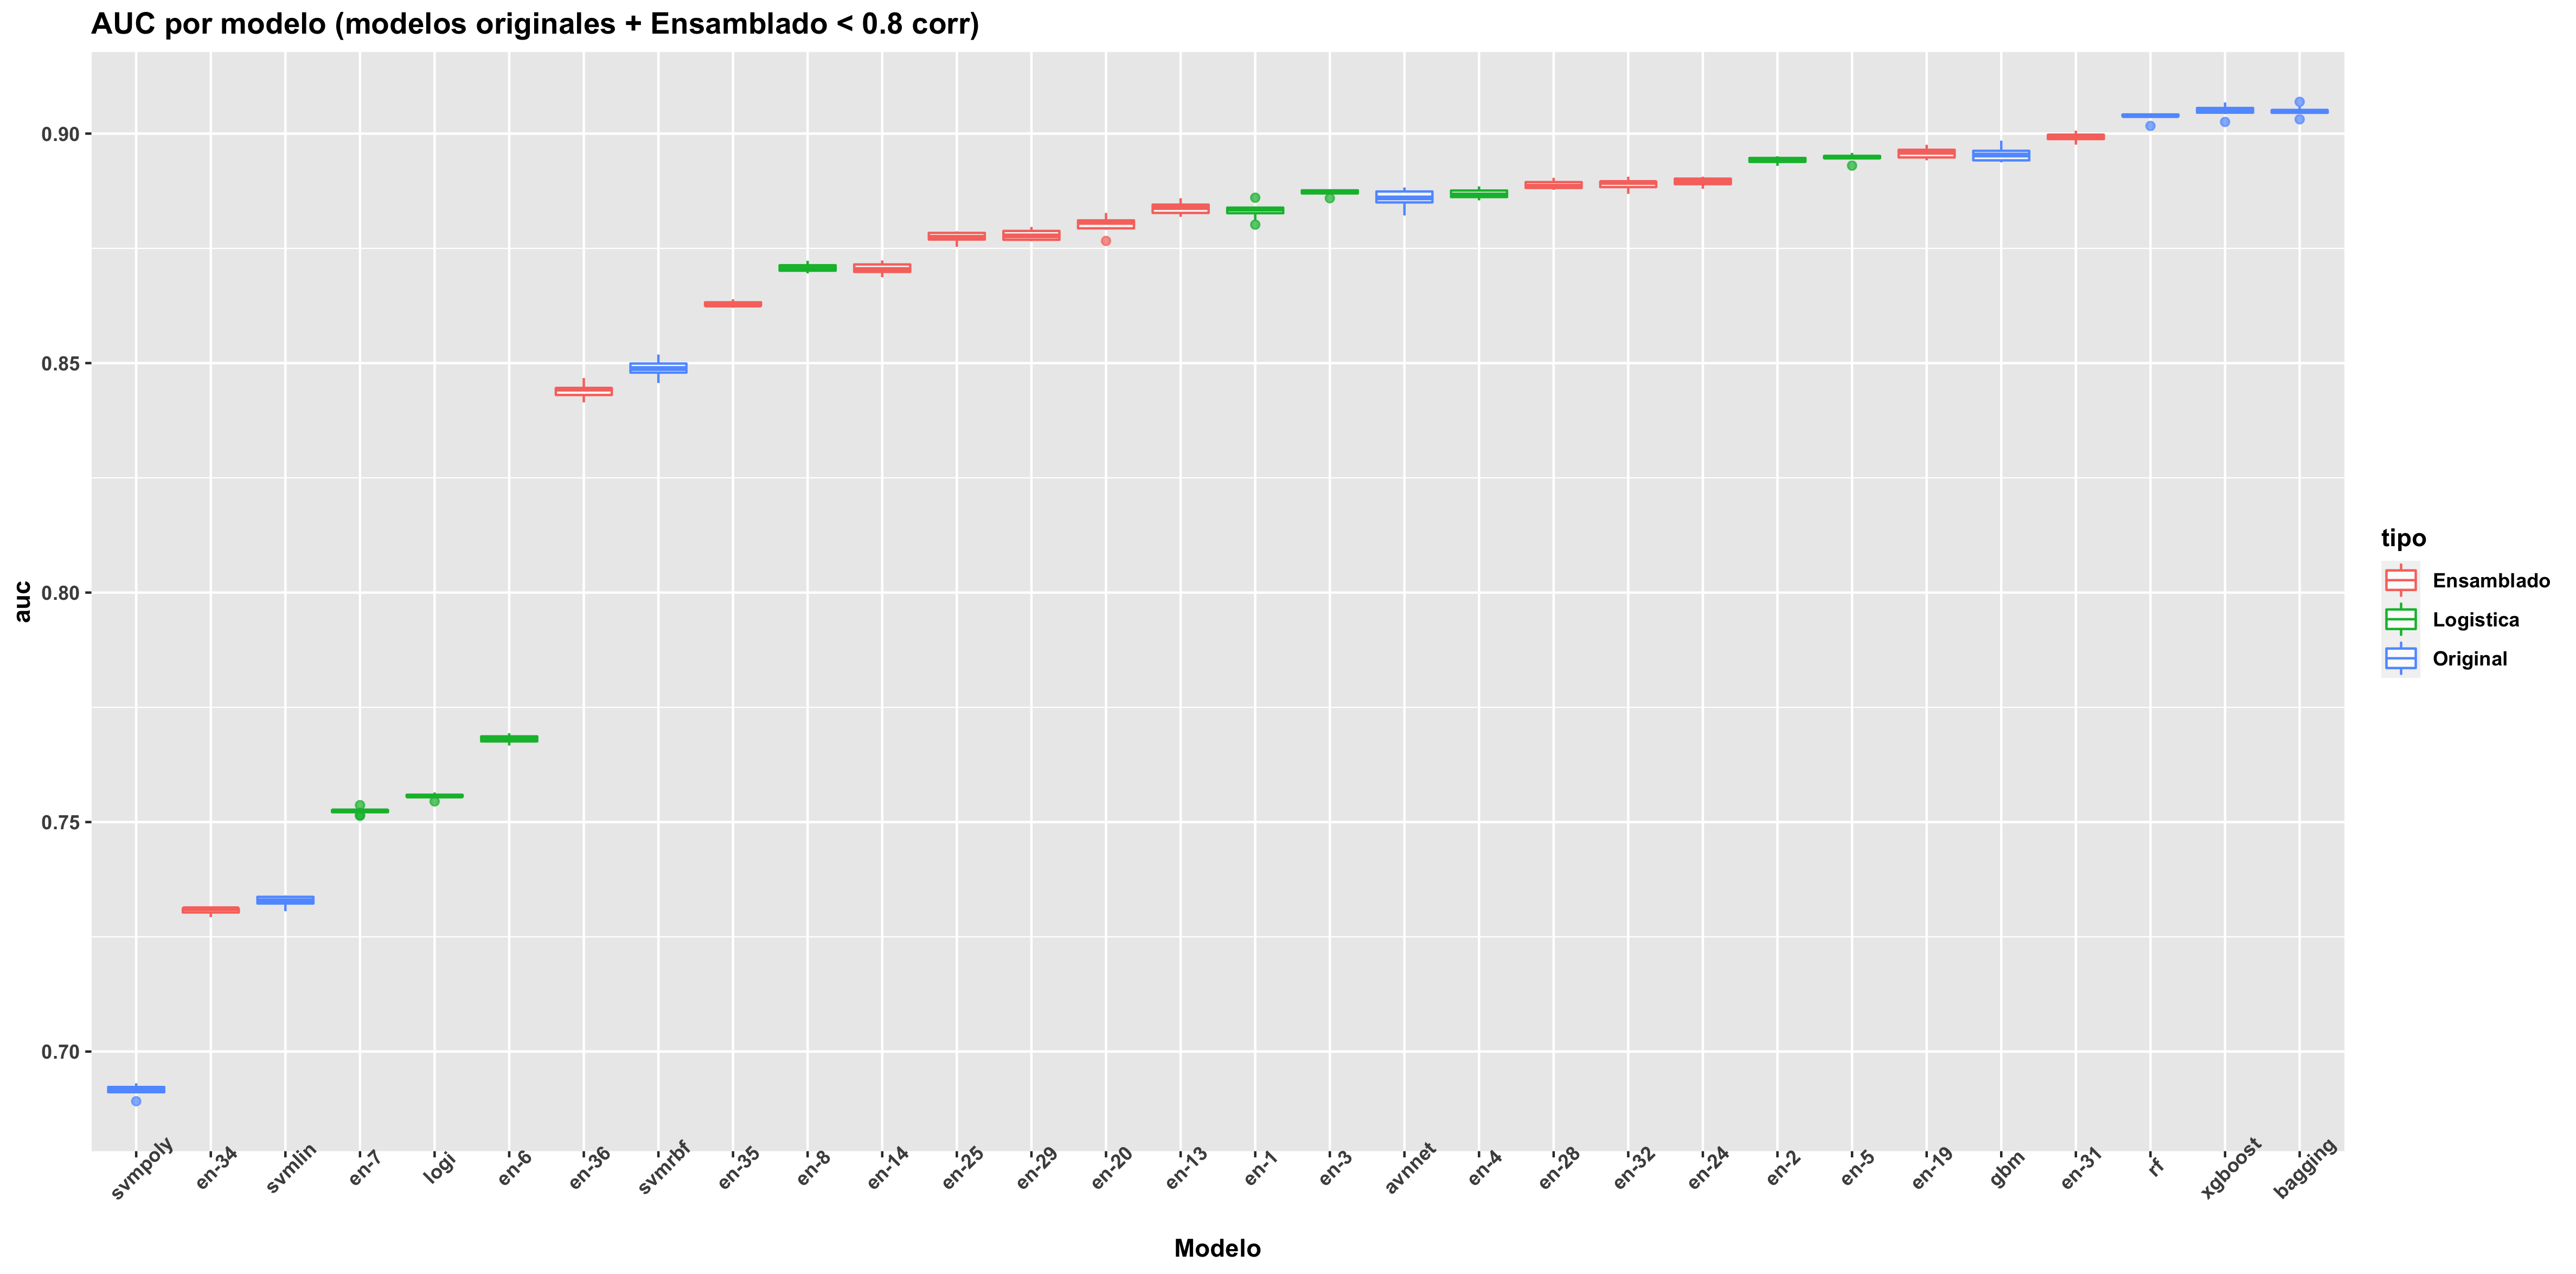 AUC por modelo (modelos originales + Ensamblado < 0.8 corr)
auc
0.90
0.85
0.80
0.75
0.70
svmpoly
en-34
svmlin
en-7
logi
en-6
en-36
svmrbf
en-35
en-8
en-14
en-25
en-29
en-20
en-13
en-1
en-3
avnnet
en-4
en-28
en-32
en-24
en-2
en-5
en-19
gbm
en-31
rf
xgboost
bagging
Modelo
tipo
Ensamblado
Logistica
Original